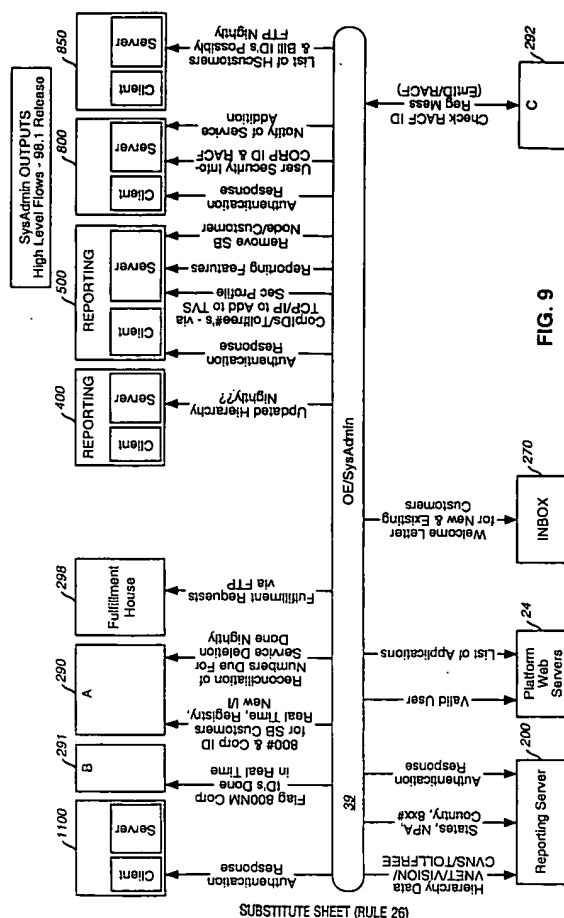 SysAdmin OUTPUTS
High Level Flows - 98.1 Release
1100
Client
Server
291
B
290
A
298
Fulfillment
House
400
REPORTING
Client
Server
500
REPORTING
Client
Server
800
Client
Server
850
Client
Server
Authentication
Response
Flag 800NM Corp
ID's Done
in Real Time
800# & Corp ID
for SB Customers
Real Time, Registry,
New I/I
Reconciliation of
Numbers Due For
Service Deletion
Done Nightly
Fulfillment Requests
via FTP
Updated Hierarchy
Nightly??
Authentication
Response
CorpIDs/Tollfree#'s - via
TCP/IP to Add to TVS
Sec Profile
Reporting Features
Remove SB
Node/Customer
Authentication
Response
User Security Info-
CORP ID & RACF
Notify of Service
Addition
List of HScustomers
& Bill ID's Possibly
FTP Nightly
39
OE/SysAdmin
Hierarchy Data
VNET/VISION/
CVNS/TOLLFREE
States, NPA,
Country, 8xx#
Authentication
Response
Valid User
List of Applications
Welcome Letter
for New & Existing
Customers
Check RACF ID
Reg Mass
(EntID/RACF)
200
Reporting Server
24
Platform
Web
Servers
270
INBOX
292
C
FIG. 9
SUBSTITUTE SHEET (RULE 26)